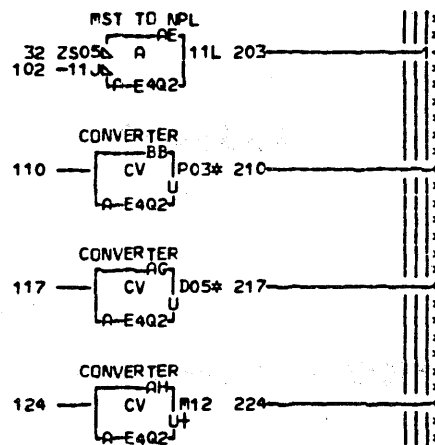 MST TO NPL
AE
32 ZS05 A 11L 203
102 -11J
A-E4Q2
CONVERTER
BB
110 CV P03* 210
U
A-E4Q2
CONVERTER
AG
117 CV D05* 217
U
A-E4Q2
CONVERTER
AH
124 CV M12 224
U+
A-E4Q2